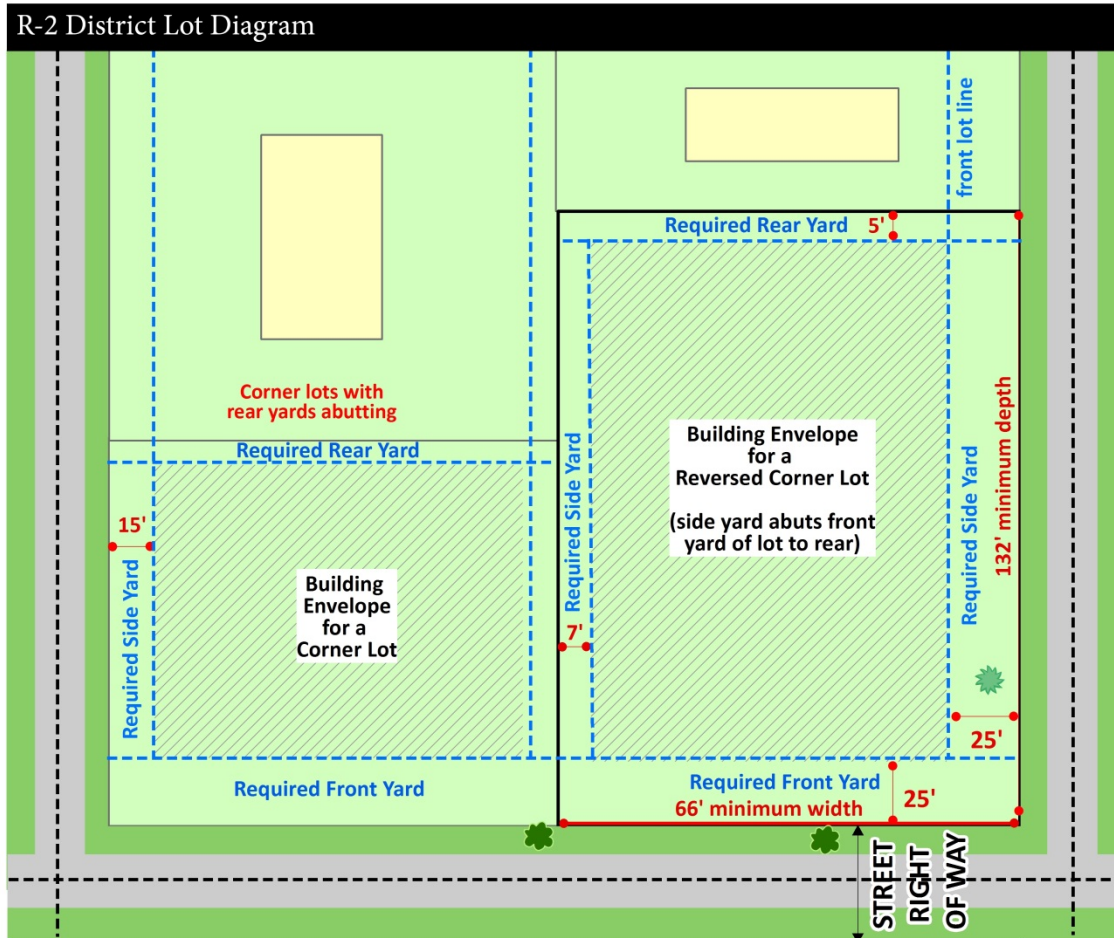 R-2 District Lot Diagram
front lot line
Required Rear Yard
5'
Corner lots with
rear yards abutting
Required Rear Yard
15'
Required Side Yard
Building
Envelope
for a
Corner Lot
Required Side Yard
7'
Building Envelope
for a
Reversed Corner Lot
(side yard abuts front
yard of lot to rear)
Required Side Yard
132' minimum depth
25'
Required Front Yard
Required Front Yard
25'
66' minimum width
STREET
RIGHT
OF WAY